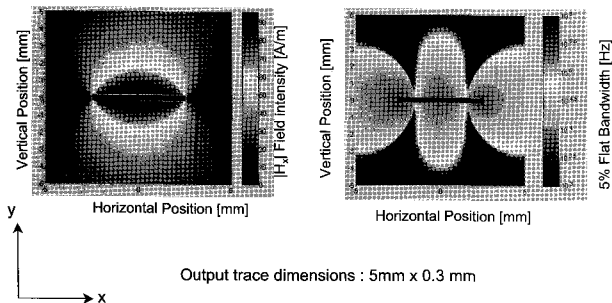 Vertical Position [mm]
Horizontal Position [mm]
|Hx| Field intensity [A/m]
Vertical Position [mm]
Horizontal Position [mm]
5% Flat Bandwidth [Hz]
y
x
Output trace dimensions : 5mm x 0.3 mm